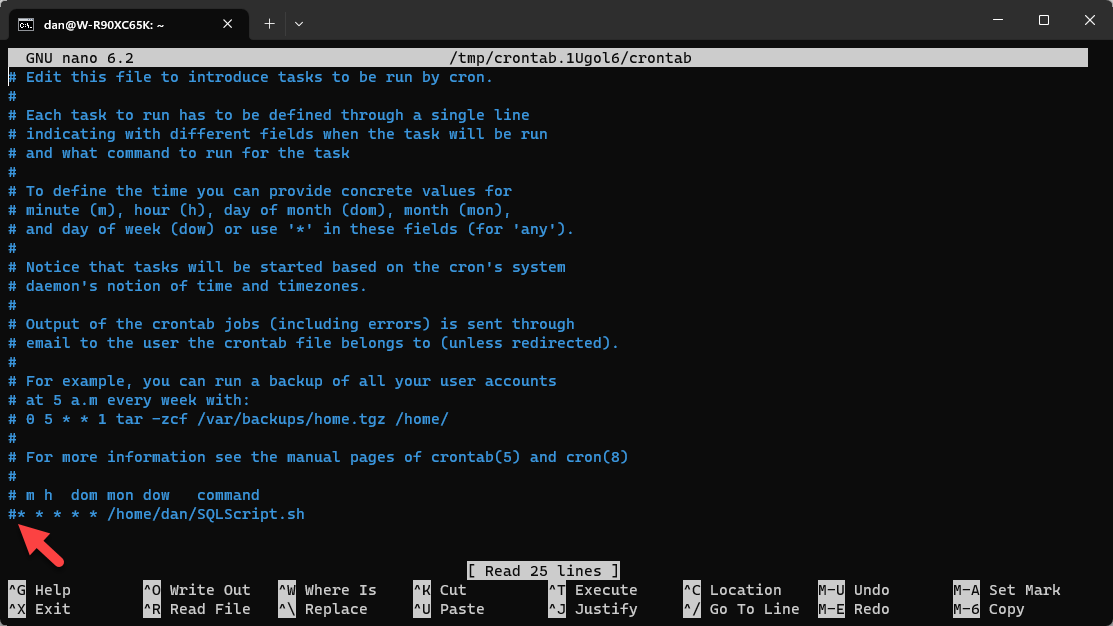 dan@W-R90XC65K: ~
GNU nano 6.2 /tmp/crontab.1Ugol6/crontab
# Edit this file to introduce tasks to be run by cron.
#
# Each task to run has to be defined through a single line
# indicating with different fields when the task will be run
# and what command to run for the task
#
# To define the time you can provide concrete values for
# minute (m), hour (h), day of month (dom), month (mon),
# and day of week (dow) or use '*' in these fields (for 'any').
#
# Notice that tasks will be started based on the cron's system
# daemon's notion of time and timezones.
#
# Output of the crontab jobs (including errors) is sent through
# email to the user the crontab file belongs to (unless redirected).
#
# For example, you can run a backup of all your user accounts
# at 5 a.m every week with:
# 0 5 * * 1 tar -zcf /var/backups/home.tgz /home/
#
# For more information see the manual pages of crontab(5) and cron(8)
#
# m h  dom mon dow   command
#* * * * * /home/dan/SQLScript.sh
[ Read 25 lines ]
^G Help ^O Write Out ^W Where Is ^K Cut ^T Execute ^C Location M-U Undo M-A Set Mark
^X Exit ^R Read File ^\ Replace ^U Paste ^J Justify ^/ Go To Line M-E Redo M-6 Copy